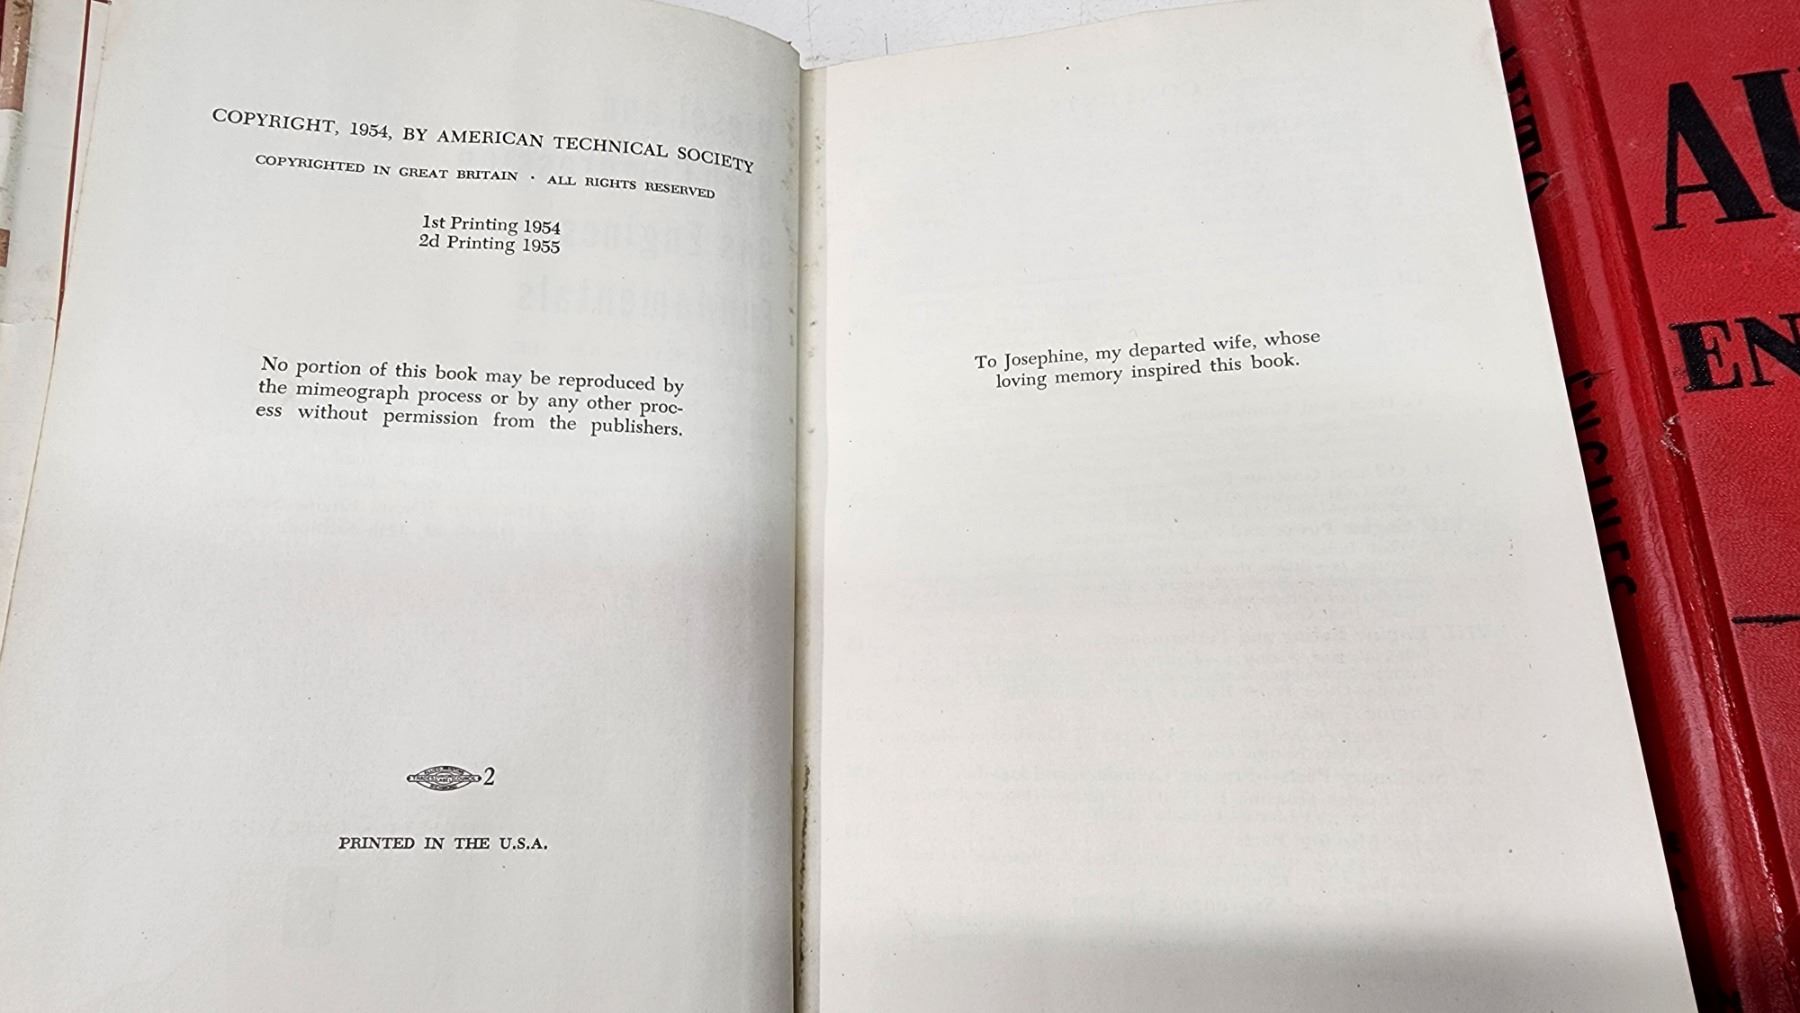 COPYRIGHT, 1954, BY AMERICAN TECHNICAL SOCIETY
COPYRIGHTED IN GREAT BRITAIN · ALL RIGHTS RESERVED
1st Printing 1954
2d Printing 1955
No portion of this book may be reproduced by
the mimeograph process or by any other proc-
ess without permission from the publishers.
2
PRINTED IN THE U.S.A.
To Josephine, my departed wife, whose
loving memory inspired this book.
AUTO
ENGINES
AU
EN